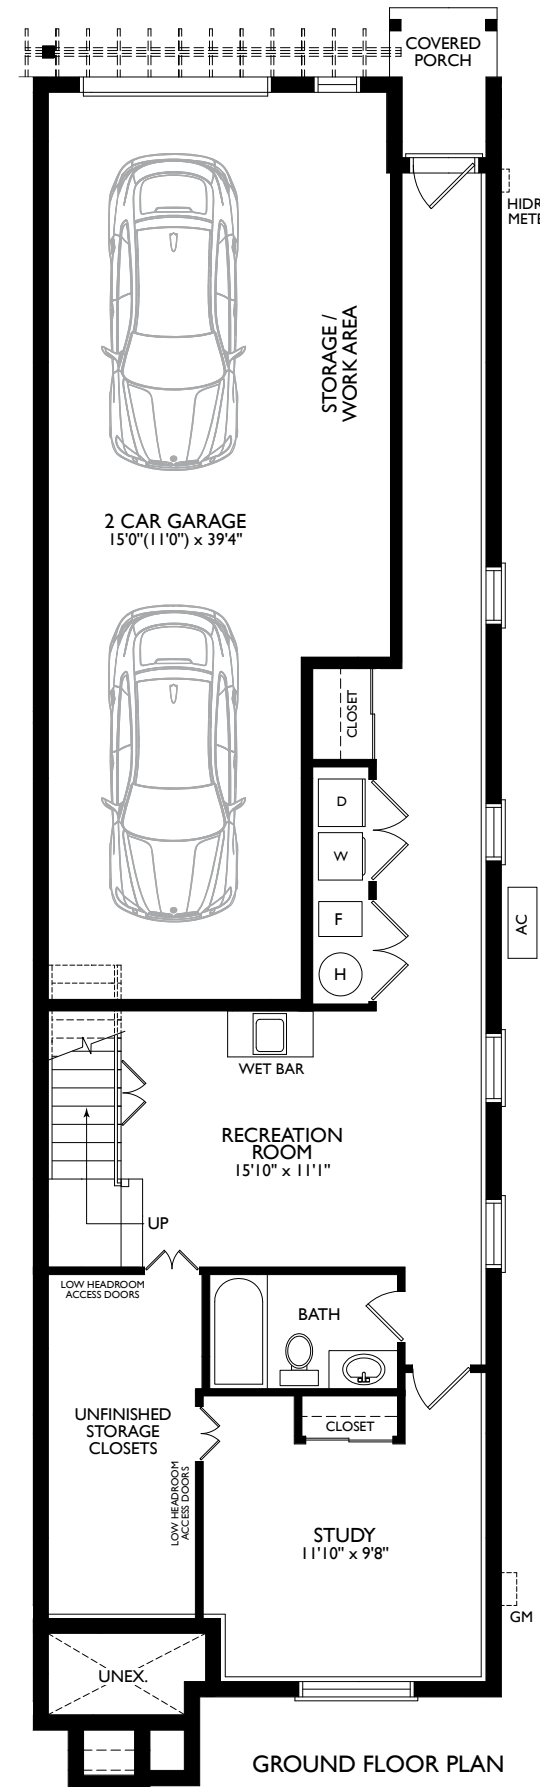 COVERED
PORCH
HIDR
METE
STORAGE /
WORK AREA
2 CAR GARAGE
15'0"(11'0") x 39'4"
CLOSET
D
W
F
H
AC
WET BAR
RECREATION
ROOM
15'10" x 11'1"
UP
LOW HEADROOM
ACCESS DOORS
BATH
UNFINISHED
STORAGE
CLOSETS
CLOSET
LOW HEADROOM
ACCESS DOORS
STUDY
11'10" x 9'8"
GM
UNEX.
GROUND FLOOR PLAN